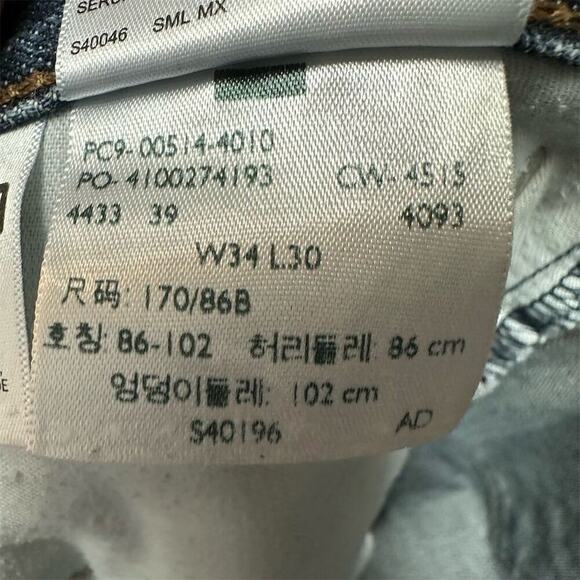 S40046 SML MX
PC9-00514-4010
PO-4100274193 CW-4515
4433 39 4093
W34 L30
尺码: 170/86B
호칭: 86-102 허리둘레: 86 cm
엉덩이둘레: 102 cm
S40196 AD